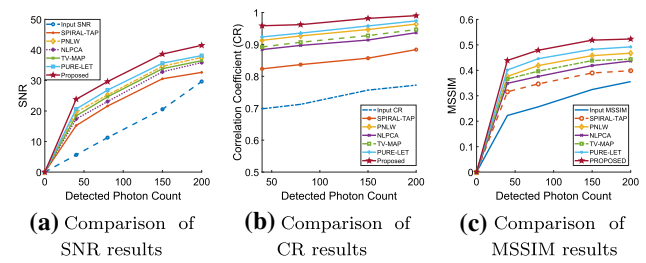 50
40
30
20
10
0
SNR
0
50
100
150
200
Detected Photon Count
Input SNR
SPIRAL-TAP
PNLW
NLPCA
TV-MAP
PURE-LET
Proposed
(a) Comparison of
SNR results
1
0.9
0.8
0.7
0.6
0.5
Correlation Coefficient (CR)
50
100
150
200
Detected Photon Count
Input CR
SPIRAL-TAP
PNLW
NLPCA
TV-MAP
PURE-LET
Proposed
(b) Comparison of
CR results
0.6
0.5
0.4
0.3
0.2
0.1
0
MSSIM
0
50
100
150
200
Detected Photon Count
Input MSSIM
SPIRAL-TAP
PNLW
NLPCA
TV-MAP
PURE-LET
PROPOSED
(c) Comparison of
MSSIM results